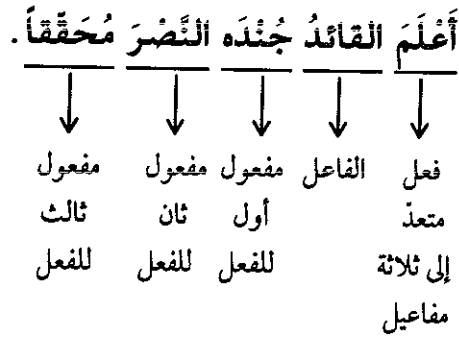 أَعْلَمَ القائدُ جُنْدَه النَّصْرَ مُحَقَّقاً.
فعل الفاعل مفعول مفعول مفعول
متعدّ أول ثان ثالث
إلى ثلاثة للفعل للفعل للفعل
مفاعيل